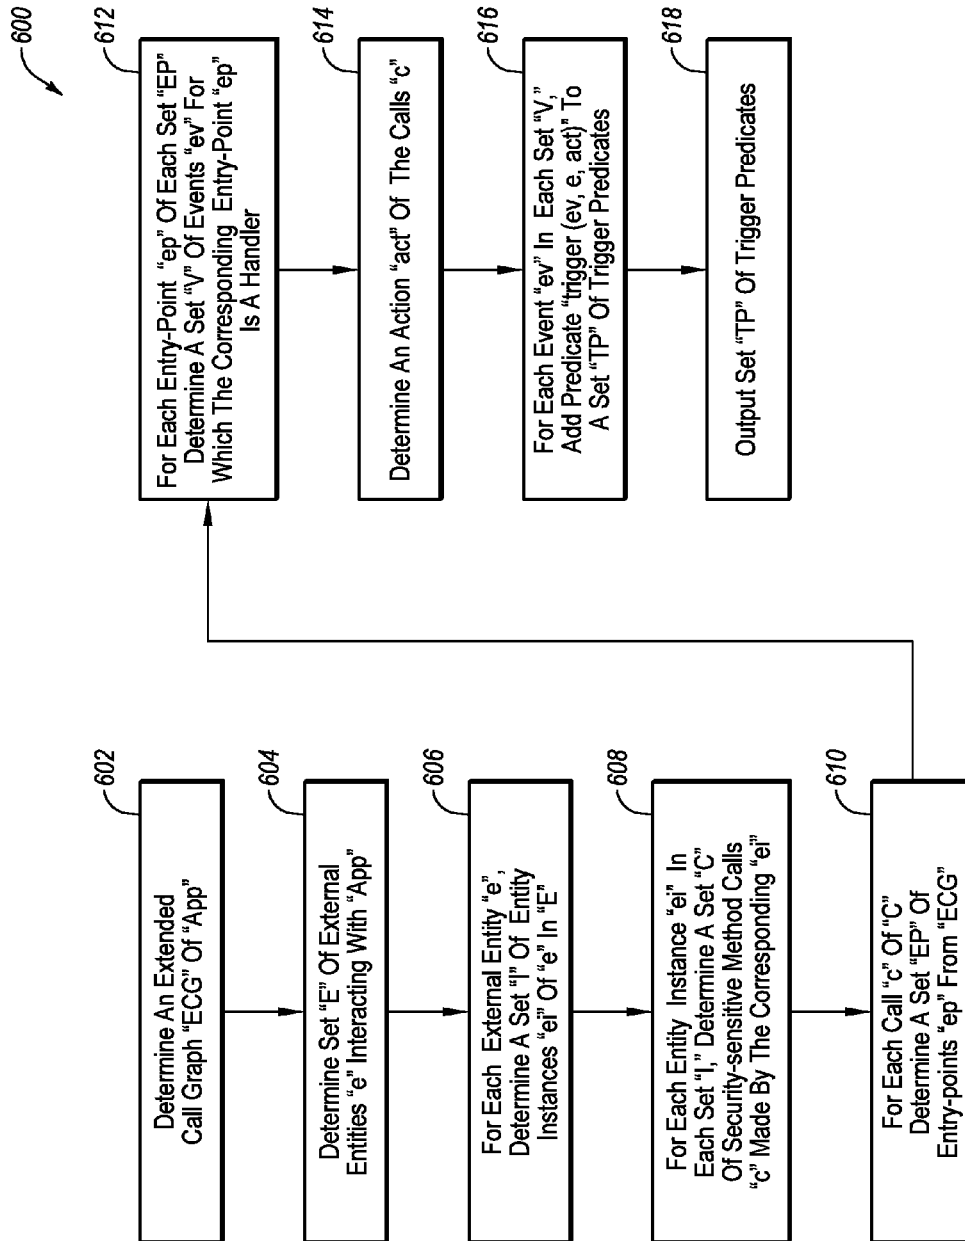 600
602
Determine An Extended
Call Graph “ECG” Of “App”
604
Determine Set “E” Of External
Entities “e” Interacting With “App”
606
For Each External Entity “e”,
Determine A Set “I” Of Entity
Instances “ei” Of “e” In “E”
608
For Each Entity Instance “ei” In
Each Set “I,” Determine A Set “C”
Of Security-sensitive Method Calls
“c” Made By The Corresponding “ei”
610
For Each Call “c” Of “C”
Determine A Set “EP” Of
Entry-points “ep” From “ECG”
612
For Each Entry-Point “ep” Of Each Set “EP”
Determine A Set “V” Of Events “ev” For
Which The Corresponding Entry-Point “ep”
Is A Handler
614
Determine An Action “act” Of The Calls “c”
616
For Each Event “ev” In Each Set “V,”
Add Predicate “trigger (ev, e, act)” To
A Set “TP” Of Trigger Predicates
618
Output Set “TP” Of Trigger Predicates